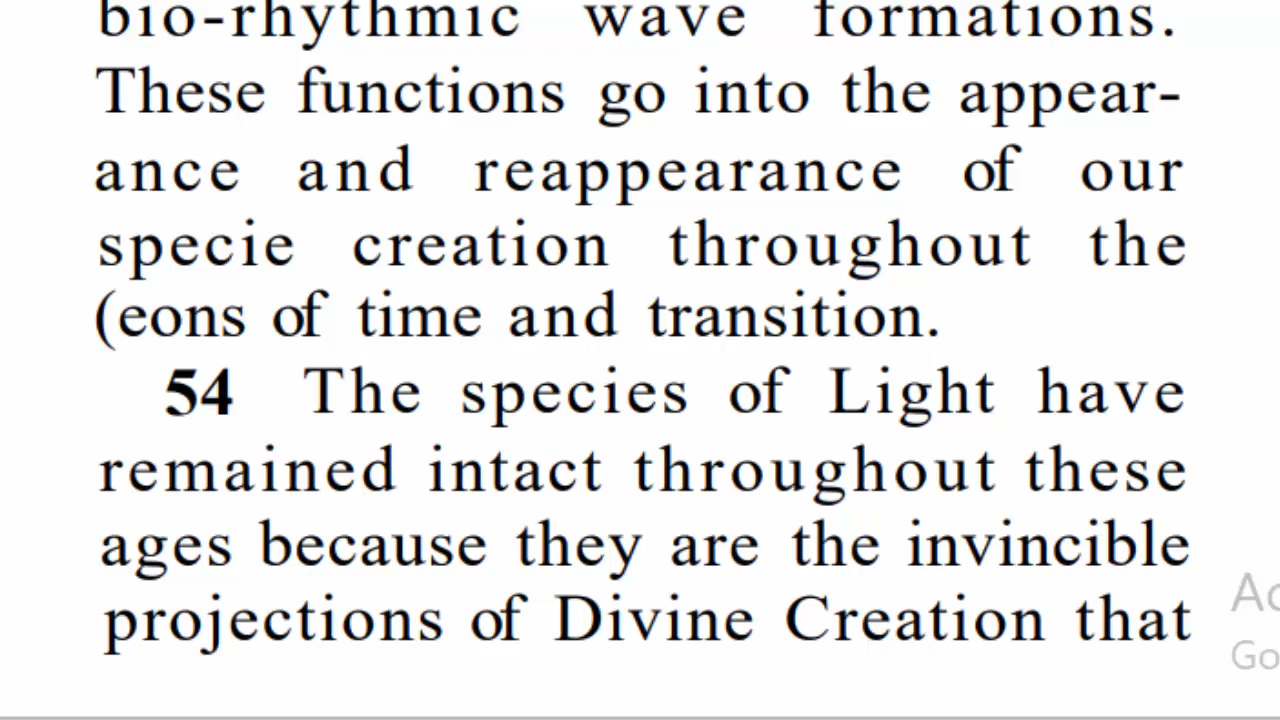 bio-rhythmic wave formations.
These functions go into the appear-
ance and reappearance of our
specie creation throughout the
(eons of time and transition.
54 The species of Light have
remained intact throughout these
ages because they are the invincible
projections of Divine Creation that